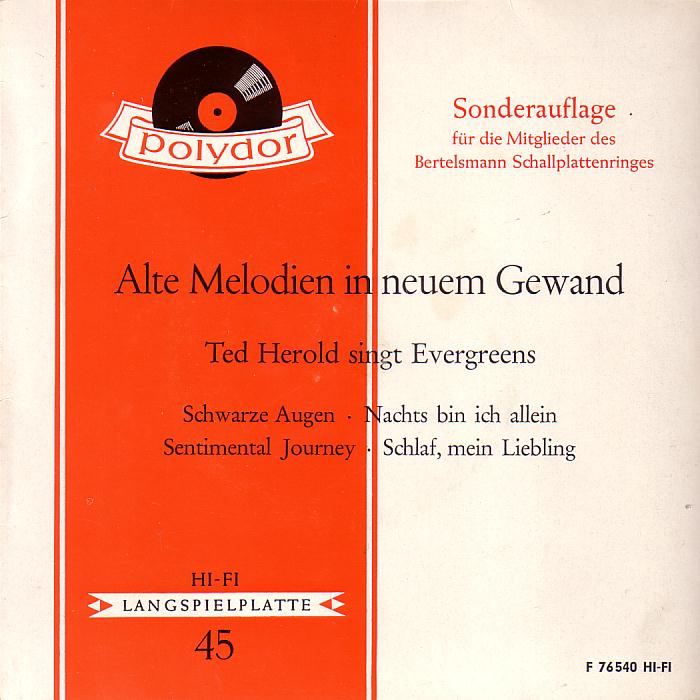 polydor
Sonderauflage
für die Mitglieder des
Bertelsmann Schallplattenringes
Alte Melodien in neuem Gewand
Ted Herold singt Evergreens
Schwarze Augen · Nachts bin ich allein
Sentimental Journey · Schlaf, mein Liebling
HI-FI
LANGSPIELPLATTE
45
F 76540 HI-FI